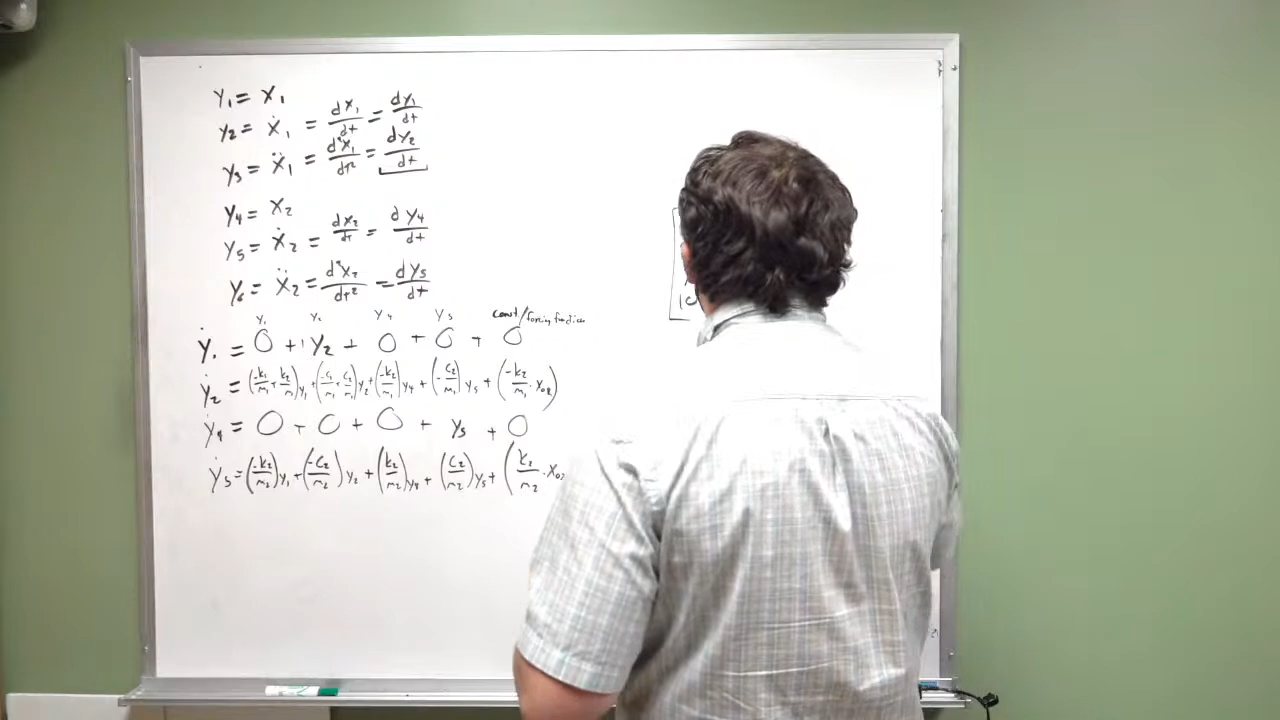 y₁ = x₁
y₂ = ẋ₁ = dx₁/dt = dy₁/dt
y₃ = ẍ₁ = d²x₁/dt² = dy₂/dt
y₄ = x₂
y₅ = ẋ₂ = dx₂/dt = dy₄/dt
y₆ = ẍ₂ = d²x₂/dt² = dy₅/dt
y₁ y₂ y₄ y₅ const/forcing function
ẏ₁ = 0 + 1y₂ + 0 + 0 + 0
ẏ₂ = (-k₁/m₁ + k₂/m₁)y₁ + (-c₁/m₁ + c₂/m₁)y₂ + (-k₂/m₁)y₄ + (-c₂/m₁)y₅ + (-k₂/m₁ · x₀₂)
ẏ₄ = 0 + 0 + 0 + y₅ + 0
ẏ₅ = (-k₂/m₂)y₁ + (-c₂/m₂)y₂ + (k₂/m₂)y₄ + (c₂/m₂)y₅ + (k₂/m₂ · x₀₂